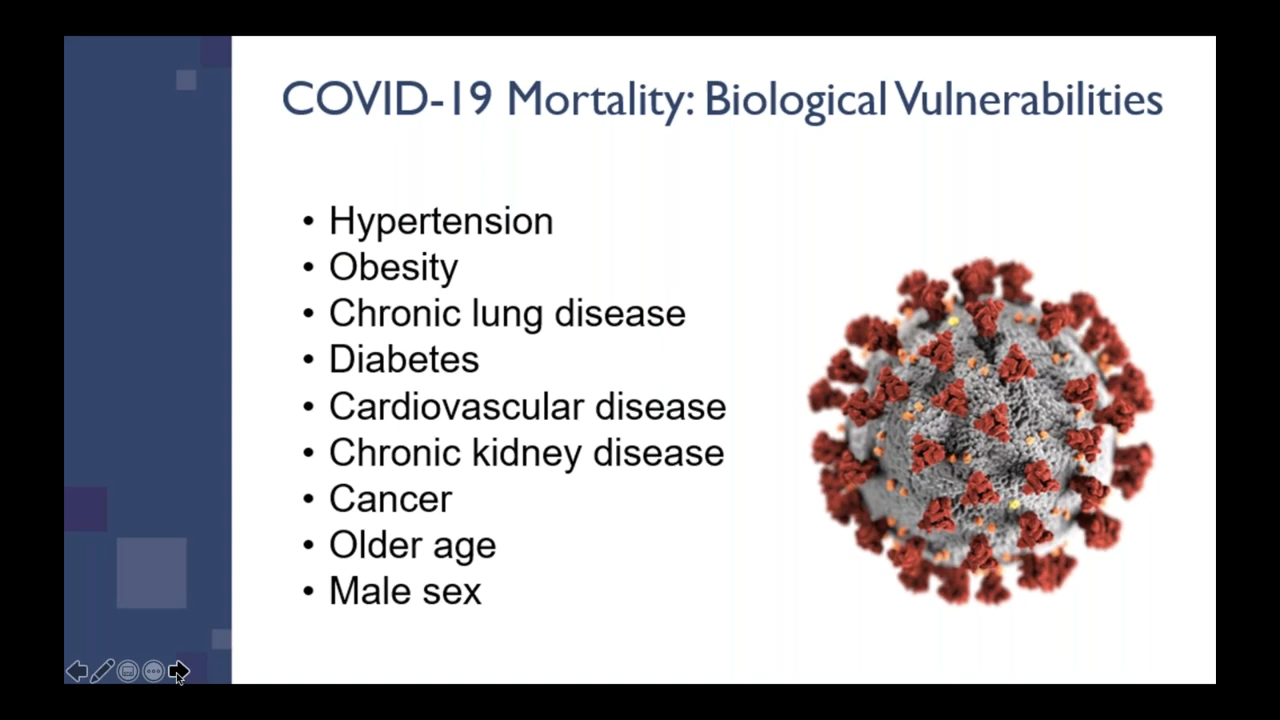 COVID-19 Mortality: Biological Vulnerabilities
• Hypertension
• Obesity
• Chronic lung disease
• Diabetes
• Cardiovascular disease
• Chronic kidney disease
• Cancer
• Older age
• Male sex